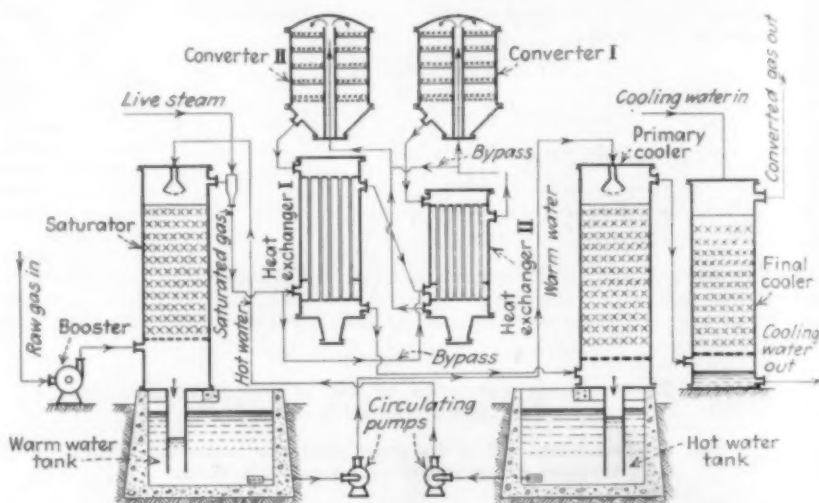 Converter II
Converter I
Live steam
Cooling water in
Converted gas out
Bypass
Primary
cooler
Saturator
Saturated gas
Heat
exchanger I
Heat
exchanger II
Warm water
Raw gas in
Booster
Hot water
Final
cooler
Bypass
Cooling
water
out
Circulating
pumps
Warm water
tank
Hot water
tank